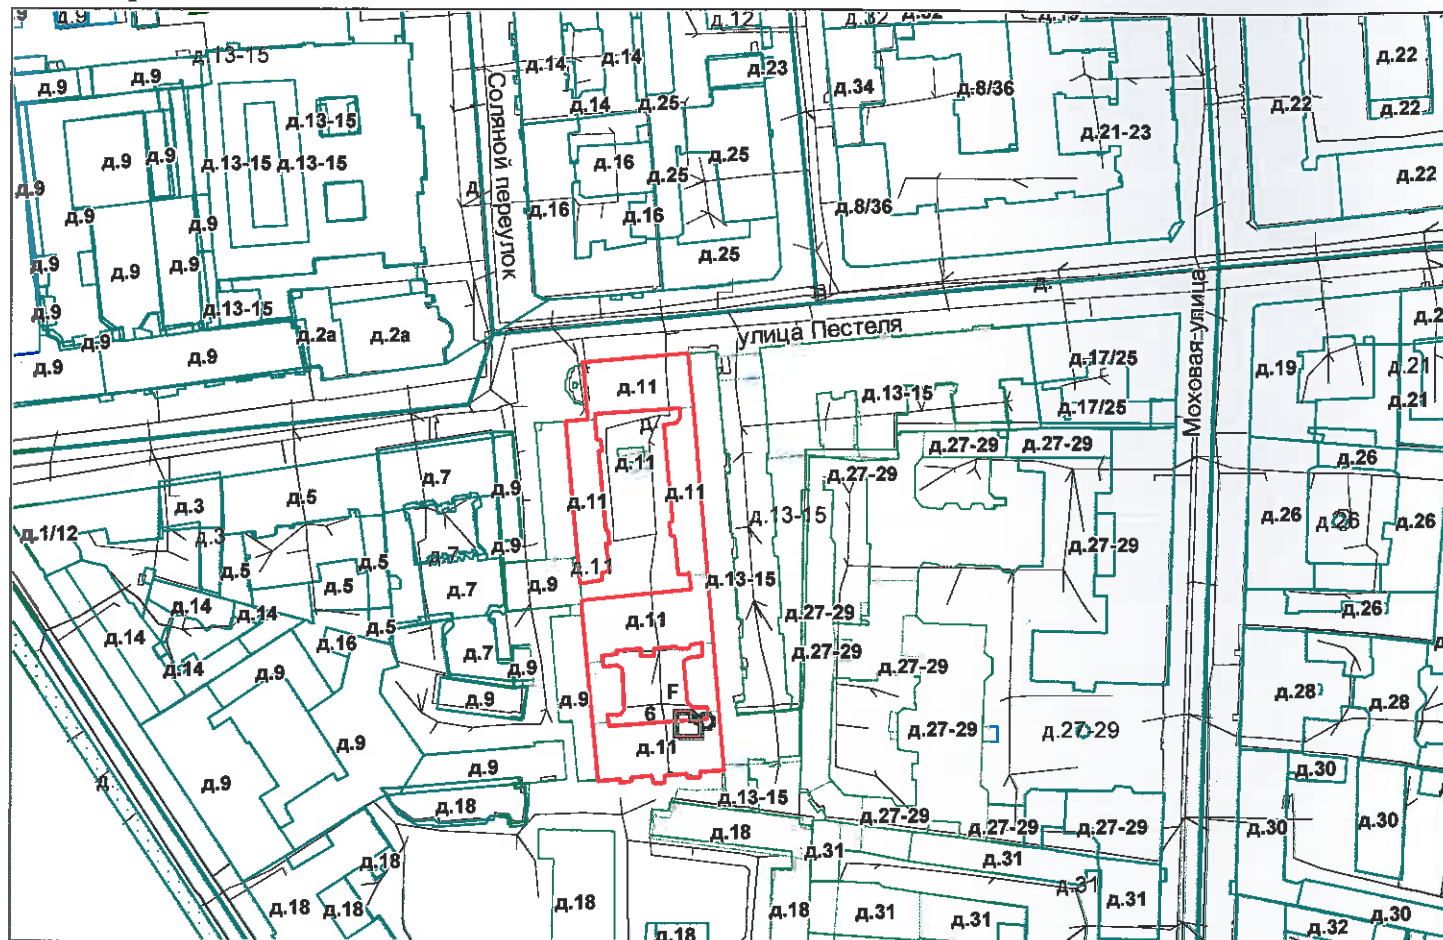 д.9
д.9
д.13-15
д.9
д.9
д.14
д.14
д.12
д.32
д.23
д.34
д.8/36
д.22
д.22
д.22
д.14
д.25
д.13-15
д.21-23
д.9
д.9
д.13-15
д.13-15
Соляной переулок
д.16
д.25
д.25
д.22
д.9
д.
д.9
д.9
д.16
д.16
д.8/36
д.9
д.9
д.9
д.25
д.9
д.13-15
д.
д.2а
д.2а
д.9
д.9
д.9
улица Пестеля
Моховая улица
д.17/25
д.19
д.21
д.11
д.13-15
д.17/25
д.21
д.27-29
д.27-29
д.7
д.11
д.27-29
д.26
д.9
д.3
д.5
д.11
д.11
д.13-15
д.26
д.26
д.26
д.1/12
д.3
д.5
д.7
д.9
д.27-29
д.5
д.5
д.11
д.9
д.13-15
д.7
д.14
д.14
д.27-29
д.26
д.14
д.5
д.11
д.16
д.7
д.9
д.27-29
д.27-29
д.14
д.9
д.9
д.9
F
6
д.28
д.28
д.9
д.11
д.27-29
д.27-29
д.9
д.9
д.30
д.18
д.13-15
д.18
д.27-29
д.27-29
д.27-29
д.30
д.30
д.18
д.31
д.31
д.31
д.31
д.18
д.18
д.18
д.18
д.31
д.31
д.30
д.32
д.18